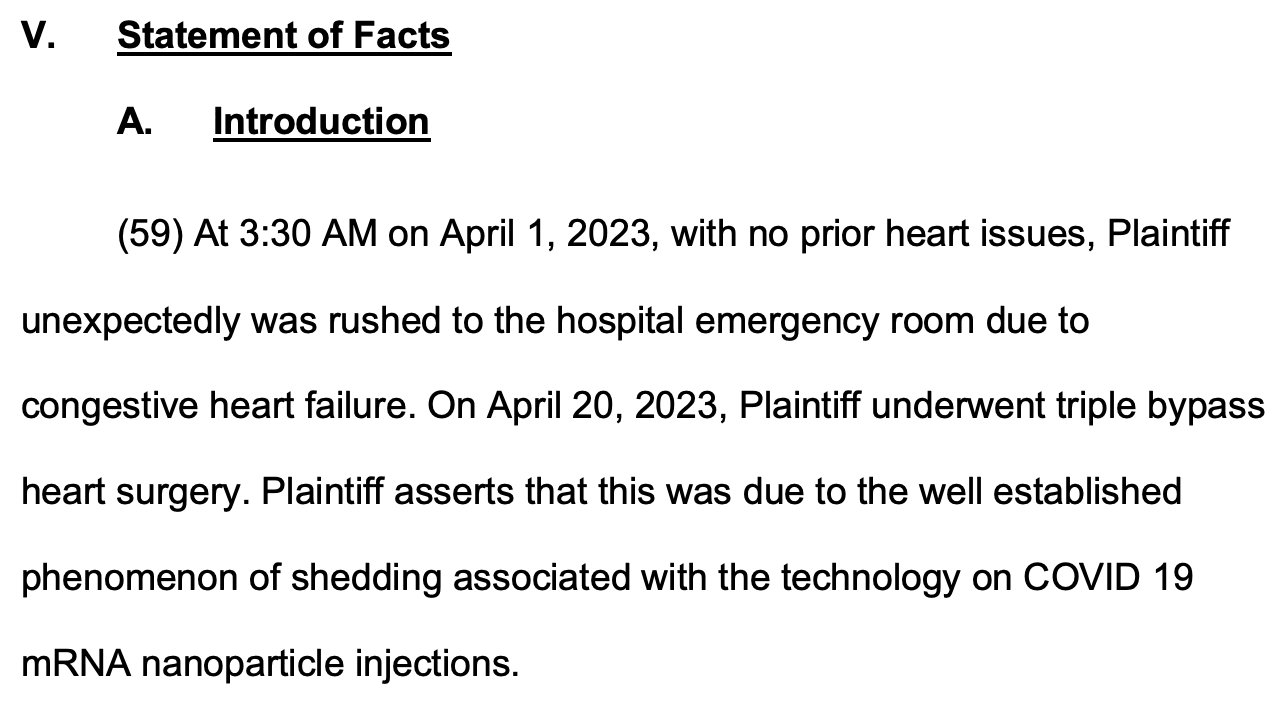 V. Statement of Facts
A. Introduction
(59) At 3:30 AM on April 1, 2023, with no prior heart issues, Plaintiff
unexpectedly was rushed to the hospital emergency room due to
congestive heart failure. On April 20, 2023, Plaintiff underwent triple bypass
heart surgery. Plaintiff asserts that this was due to the well established
phenomenon of shedding associated with the technology on COVID 19
mRNA nanoparticle injections.